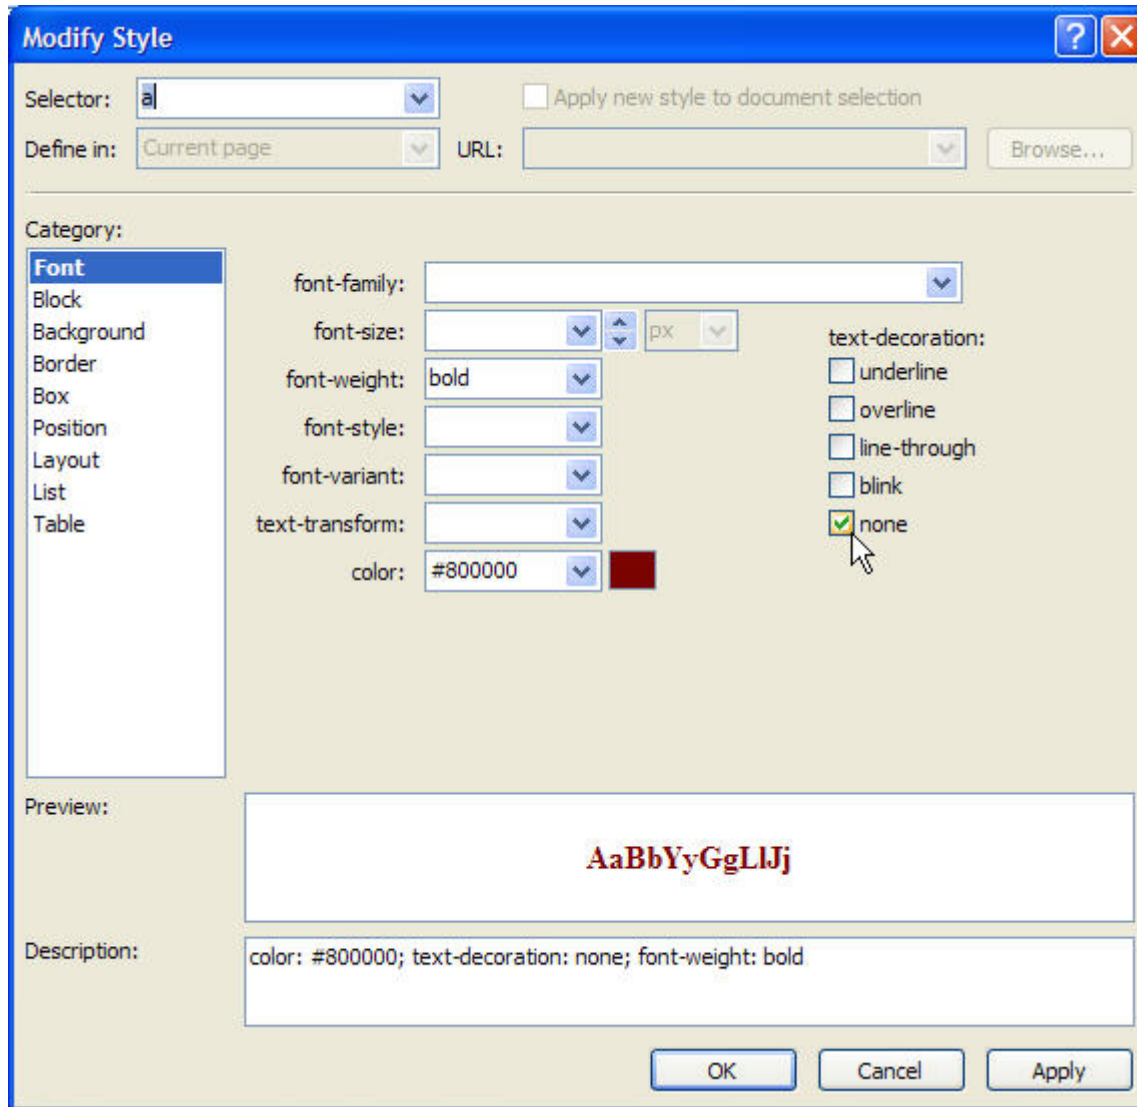 Modify Style
?
Selector: a Apply new style to document selection
Define in: Current page URL: Browse...
Category:
Font
Block
Background
Border
Box
Position
Layout
List
Table
font-family:
font-size: px
font-weight: bold
font-style:
font-variant:
text-transform:
color: #800000
text-decoration:
underline
overline
line-through
blink
none
Preview:
AaBbYyGgLlJj
Description:
color: #800000; text-decoration: none; font-weight: bold
OK Cancel Apply